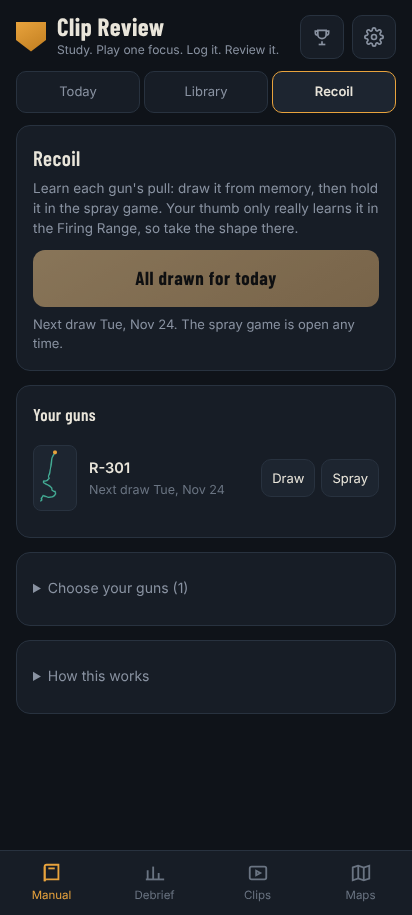 Clip Review
Study. Play one focus. Log it. Review it.
Today
Library
Recoil
Recoil
Learn each gun's pull: draw it from memory, then hold
it in the spray game. Your thumb only really learns it in
the Firing Range, so take the shape there.
All drawn for today
Next draw Tue, Nov 24. The spray game is open any
time.
Your guns
R-301
Next draw Tue, Nov 24
Draw
Spray
Choose your guns (1)
How this works
Manual
Debrief
Clips
Maps